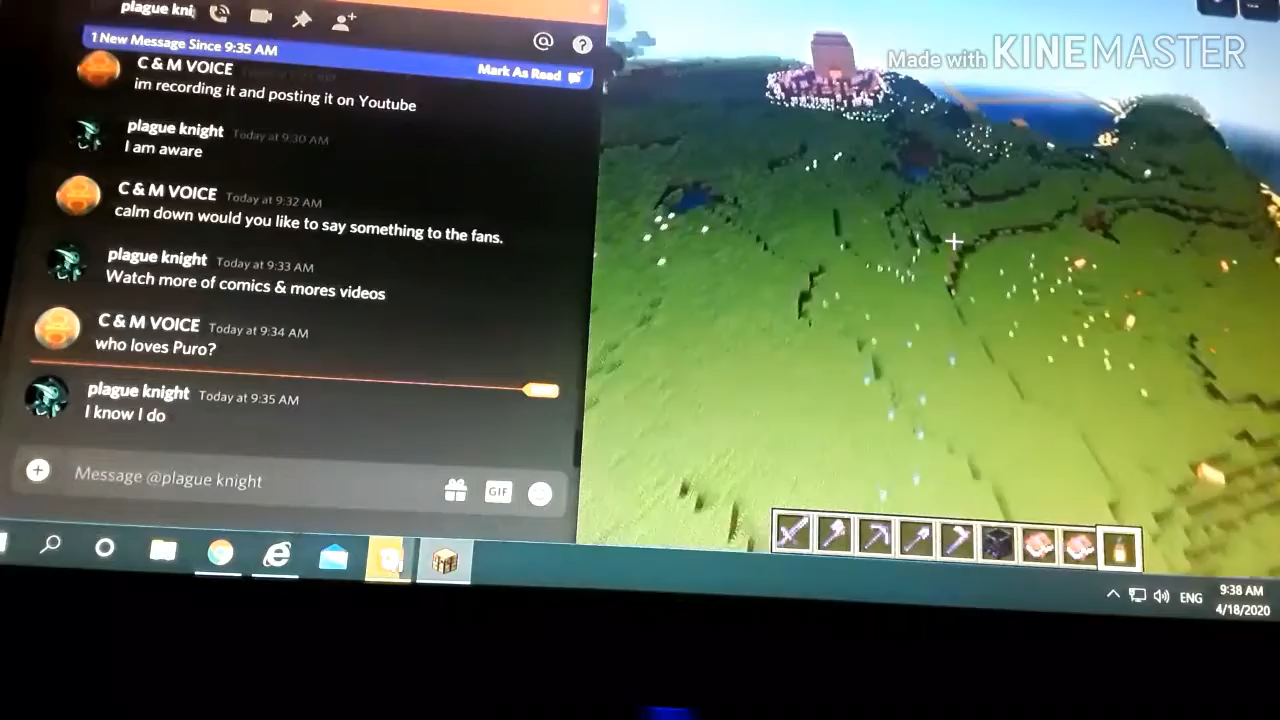 plague kni
1 New Message Since 9:35 AM
Mark As Read
C & M VOICE
im recording it and posting it on Youtube
plague knight Today at 9:30 AM
I am aware
C & M VOICE Today at 9:32 AM
calm down would you like to say something to the fans.
plague knight Today at 9:33 AM
Watch more of comics & mores videos
C & M VOICE Today at 9:34 AM
who loves Puro?
plague knight Today at 9:35 AM
I know I do
Message @plague knight
GIF
Made with KINEMASTER
ENG
9:38 AM
4/18/2020